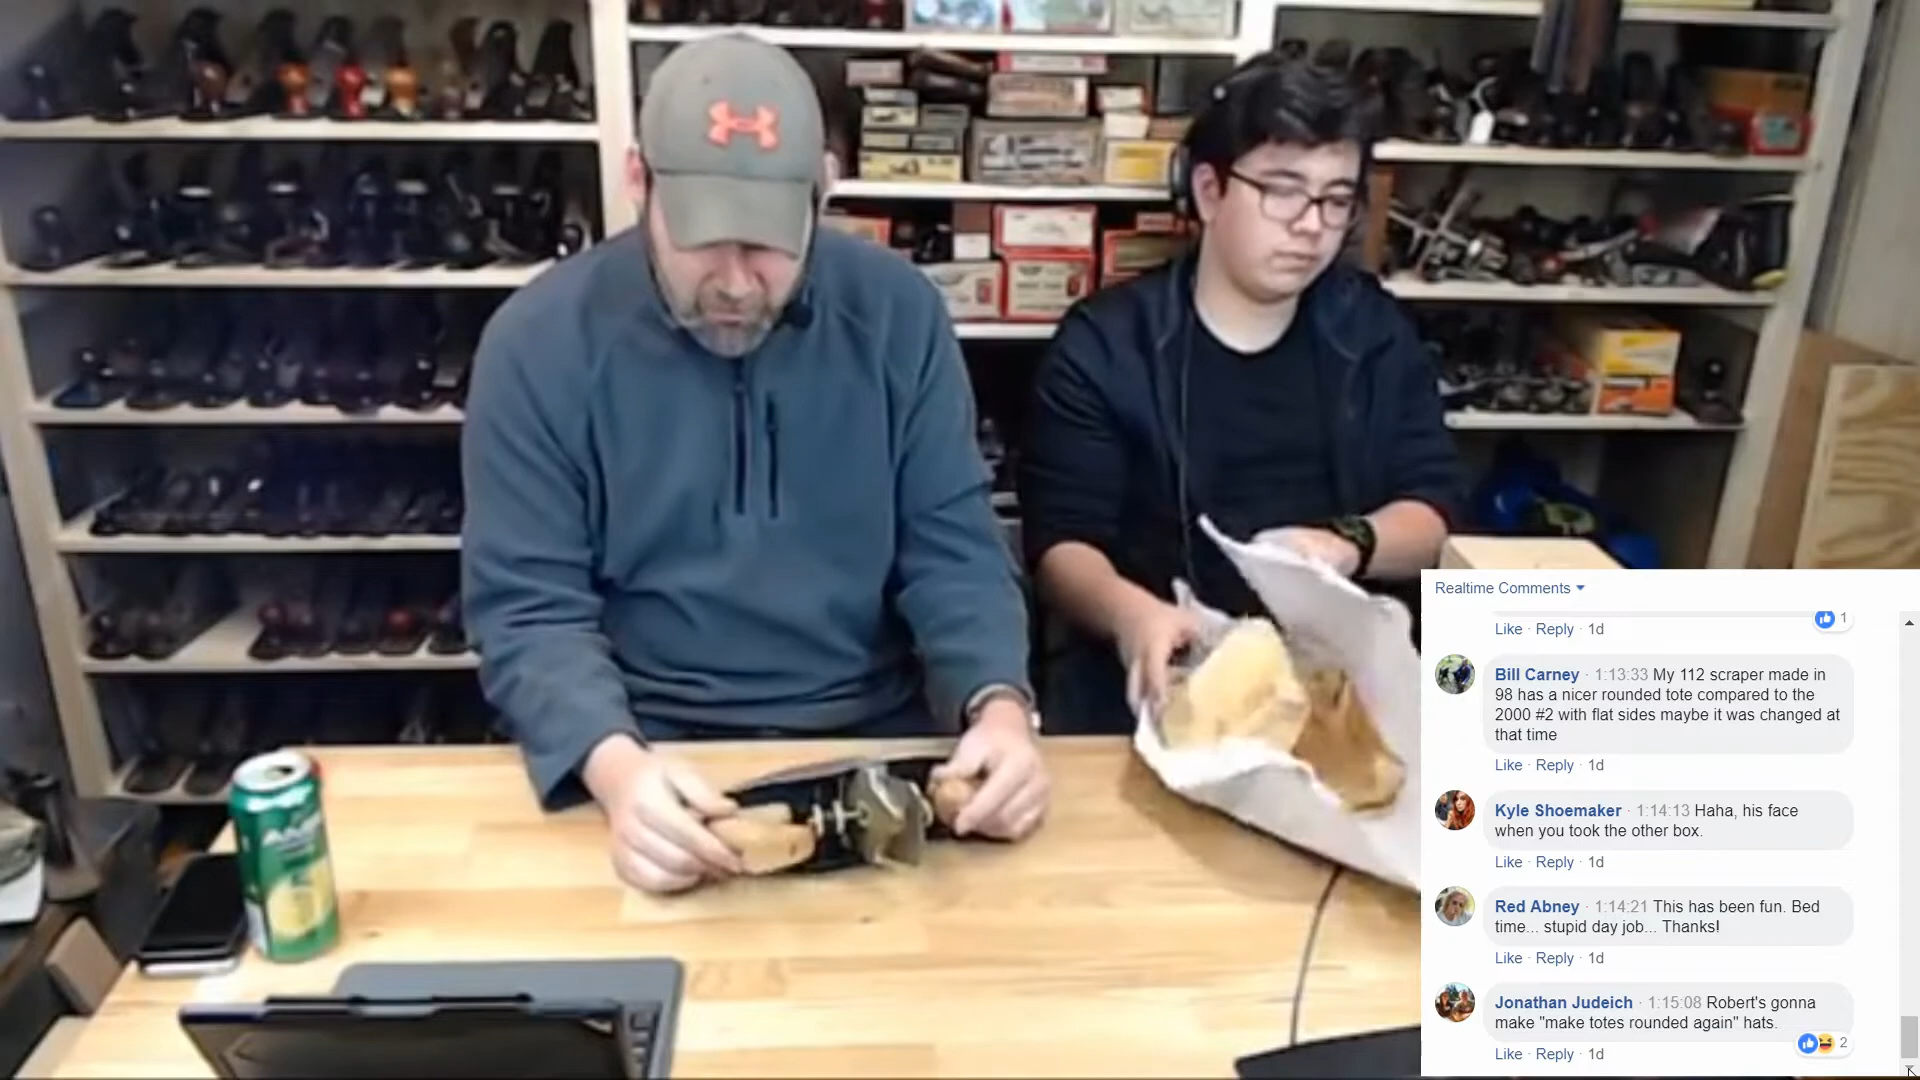 Realtime Comments
Like · Reply · 1d
1
Bill Carney · 1:13:33 My 112 scraper made in
98 has a nicer rounded tote compared to the
2000 #2 with flat sides maybe it was changed at
that time
Like · Reply · 1d
Kyle Shoemaker · 1:14:13 Haha, his face
when you took the other box.
Like · Reply · 1d
Red Abney · 1:14:21 This has been fun. Bed
time... stupid day job... Thanks!
Like · Reply · 1d
Jonathan Judeich · 1:15:08 Robert's gonna
make "make totes rounded again" hats.
2
Like · Reply · 1d